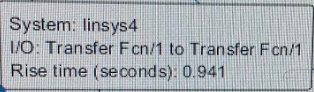 System: linsys4
I/O: Transfer Fcn/1 to Transfer Fcn/1
Rise time (seconds): 0.941